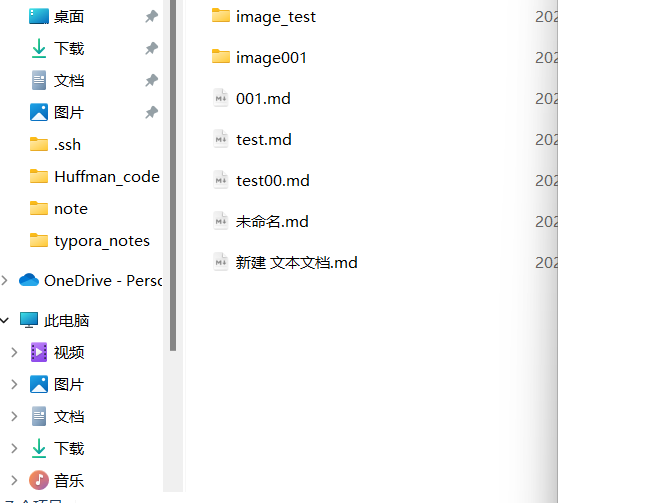 桌面
下载
文档
图片
.ssh
Huffman_code
note
typora_notes
OneDrive - Perso
此电脑
视频
图片
文档
下载
音乐
image_test
image001
001.md
test.md
test00.md
未命名.md
新建 文本文档.md
202
202
202
202
202
202
202